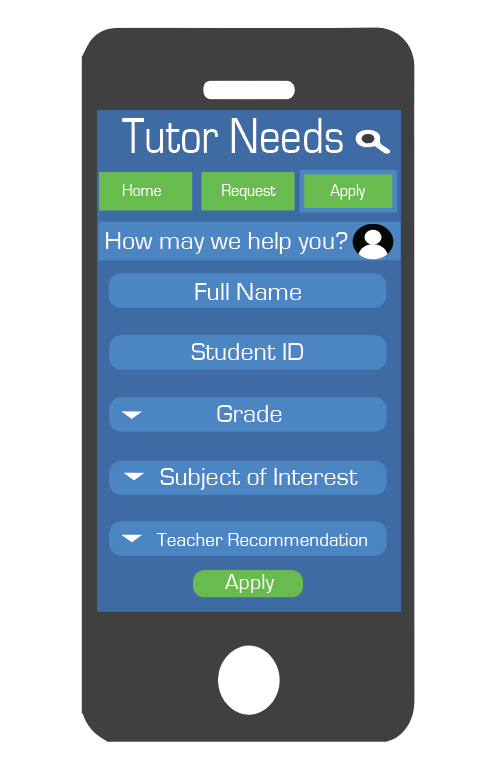 Tutor Needs
Home Request Apply
How may we help you?
Full Name
Student ID
Grade
Subject of Interest
Teacher Recommendation
Apply